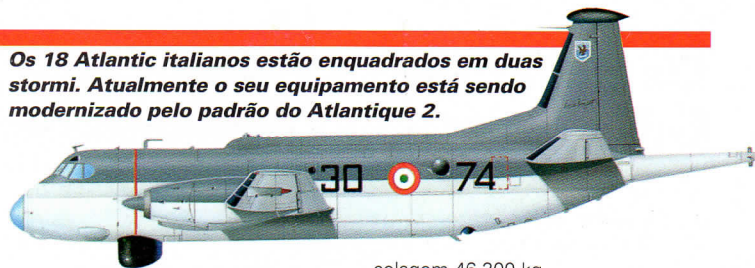 Os 18 Atlantic italianos estão enquadrados em duas
stormi. Atualmente o seu equipamento está sendo
modernizado pelo padrão do Atlantique 2.
30 74